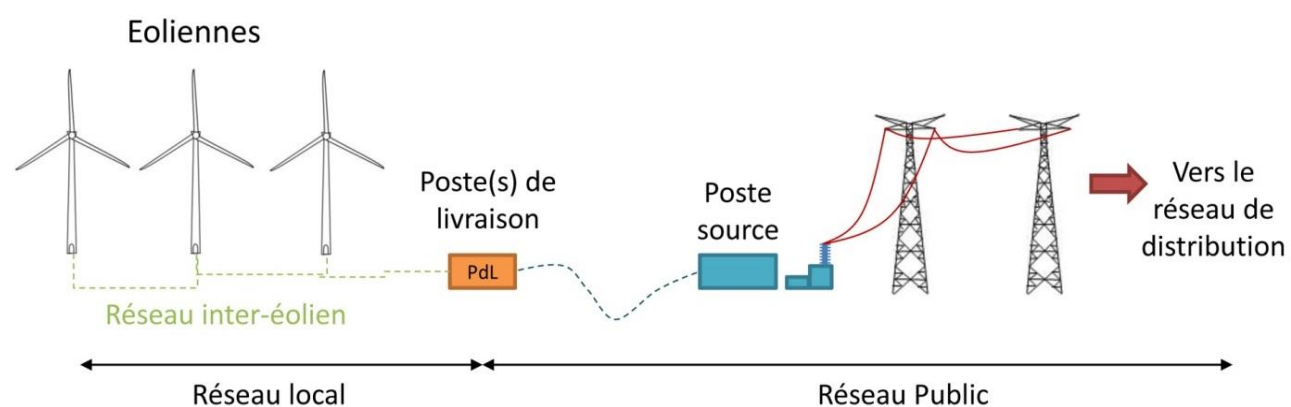 Eoliennes
Poste(s) de
livraison
PdL
Poste
source
Vers le
réseau de
distribution
Réseau inter-éolien
Réseau local
Réseau Public